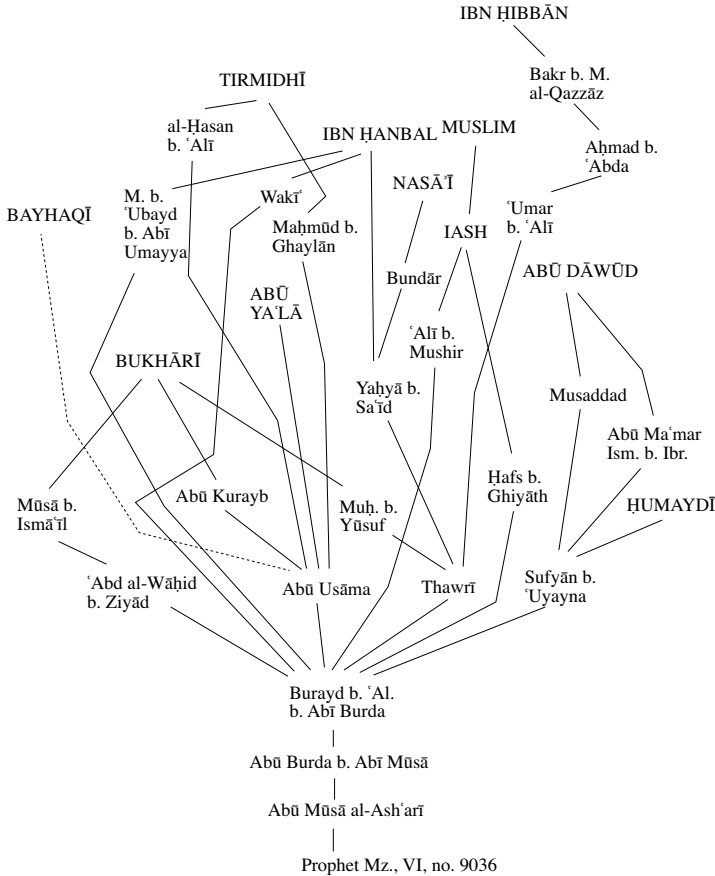 IBN ḤIBBĀN
Bakr b. M.
al-Qazzāz
TIRMIDHĪ
al-Ḥasan
b. ʿAlī
IBN ḤANBAL
MUSLIM
Aḥmad b.
ʿAbda
NASĀʾĪ
M. b.
ʿUbayd
b. Abī
Umayya
Wakīʿ
BAYHAQĪ
Maḥmūd b.
Ghaylān
IASH
ʿUmar
b. ʿAlī
Bundār
ABŪ DĀWŪD
ABŪ
YAʿLĀ
ʿAlī b.
Mushir
BUKHĀRĪ
Yaḥyā b.
Saʿīd
Musaddad
Abū Maʿmar
Ism. b. Ibr.
Mūsā b.
Ismāʿīl
Abū Kurayb
Muḥ. b.
Yūsuf
Ḥafs b.
Ghiyāth
ḤUMAYDĪ
ʿAbd al-Wāḥid
b. Ziyād
Abū Usāma
Thawrī
Sufyān b.
ʿUyayna
Burayd b. ʿAl.
b. Abī Burda
Abū Burda b. Abī Mūsā
Abū Mūsā al-Ashʿarī
Prophet Mz., VI, no. 9036